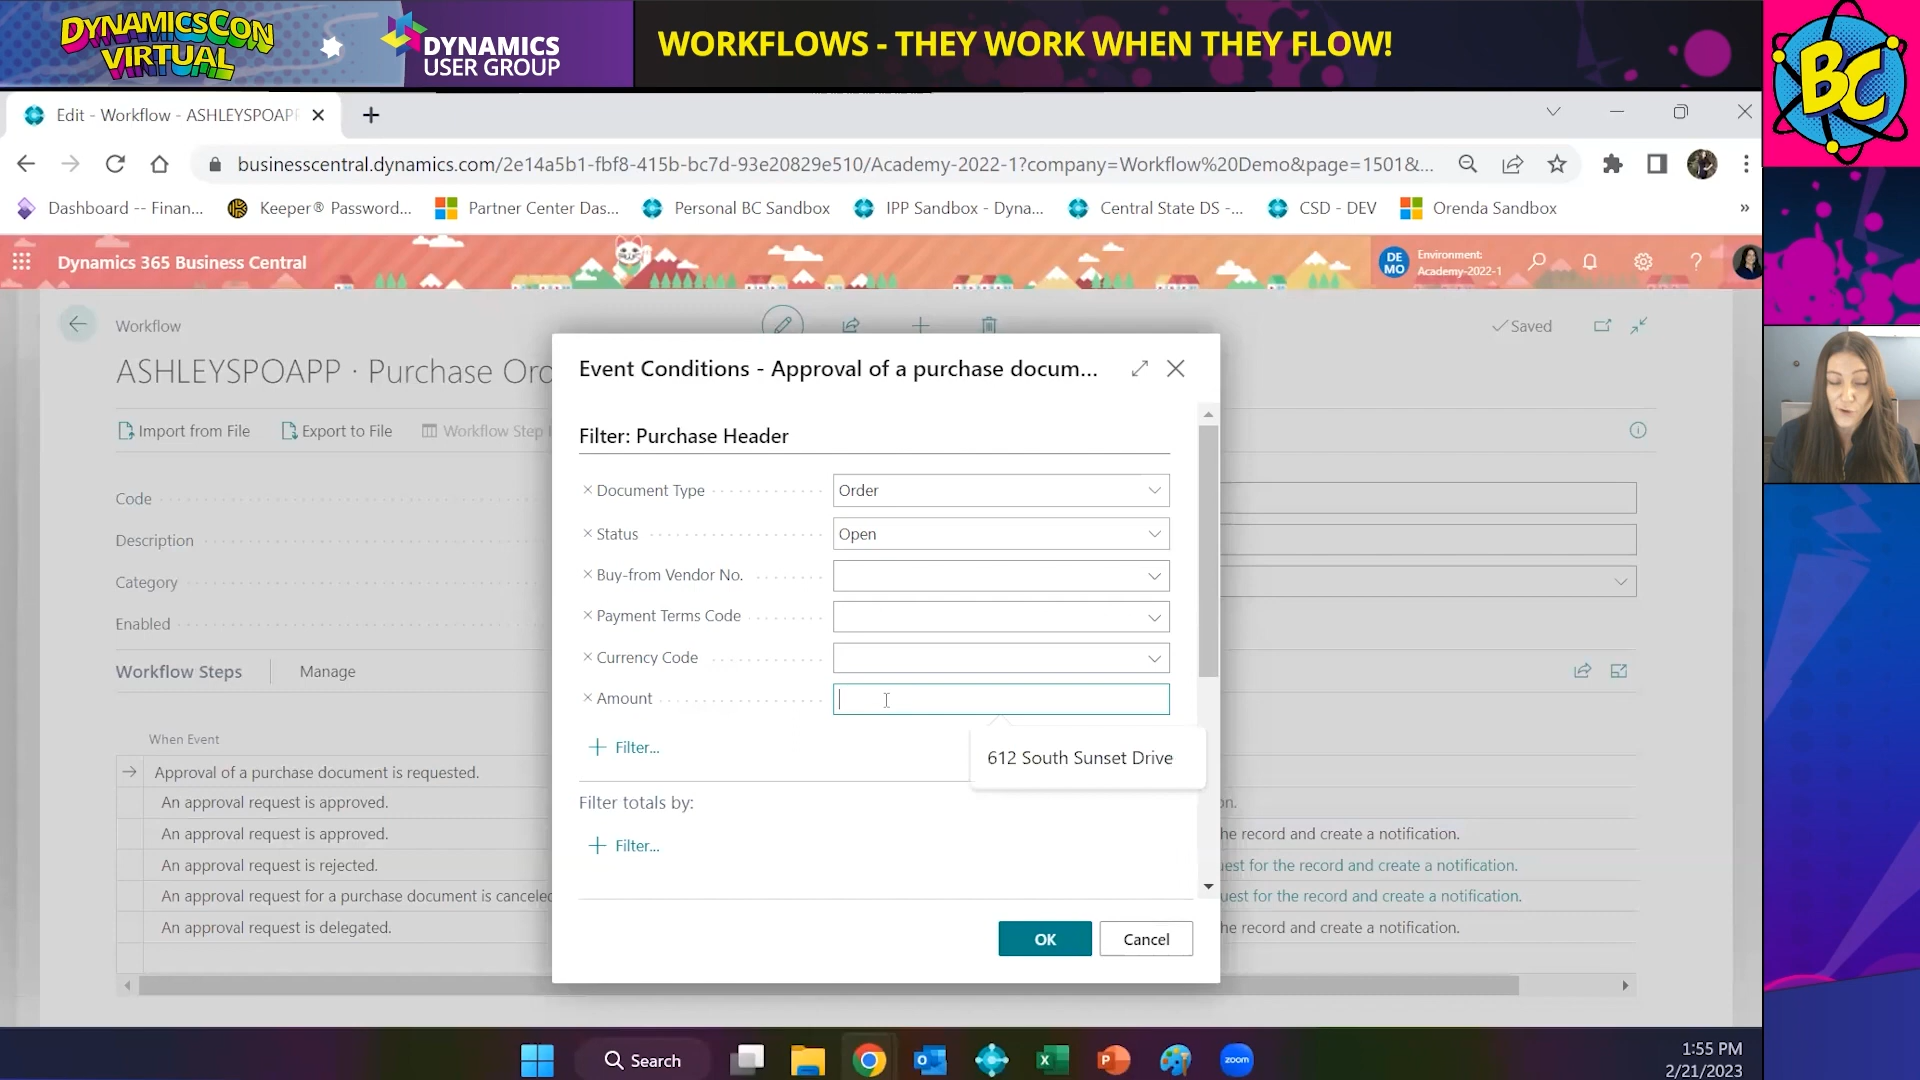 DYNAMICSCON
VIRTUAL
DYNAMICS
USER GROUP
WORKFLOWS - THEY WORK WHEN THEY FLOW!
BC
Edit - Workflow - ASHLEYSPOAPP
businesscentral.dynamics.com/2e14a5b1-fbf8-415b-bc7d-93e20829e510/Academy-2022-1?company=Workflow%20Demo&page=1501&...
Dashboard -- Finan...
Keeper® Password...
Partner Center Das...
Personal BC Sandbox
IPP Sandbox - Dyna...
Central State DS -...
CSD - DEV
Orenda Sandbox
»
Dynamics 365 Business Central
DE
MO
Environment:
Academy-2022-1
Workflow
Saved
ASHLEYSPOAPP · Purchase Ord
Import from File
Export to File
Workflow Step I
Code
Description
Category
Enabled
Workflow Steps
Manage
When Event
Approval of a purchase document is requested.
An approval request is approved.
An approval request is approved.
he record and create a notification.
An approval request is rejected.
uest for the record and create a notification.
An approval request for a purchase document is canceled
uest for the record and create a notification.
An approval request is delegated.
he record and create a notification.
Event Conditions - Approval of a purchase docum...
Filter: Purchase Header
Document Type
Order
Status
Open
Buy-from Vendor No.
Payment Terms Code
Currency Code
Amount
612 South Sunset Drive
Filter...
Filter totals by:
Filter...
OK
Cancel
Search
zoom
1:55 PM
2/21/2023